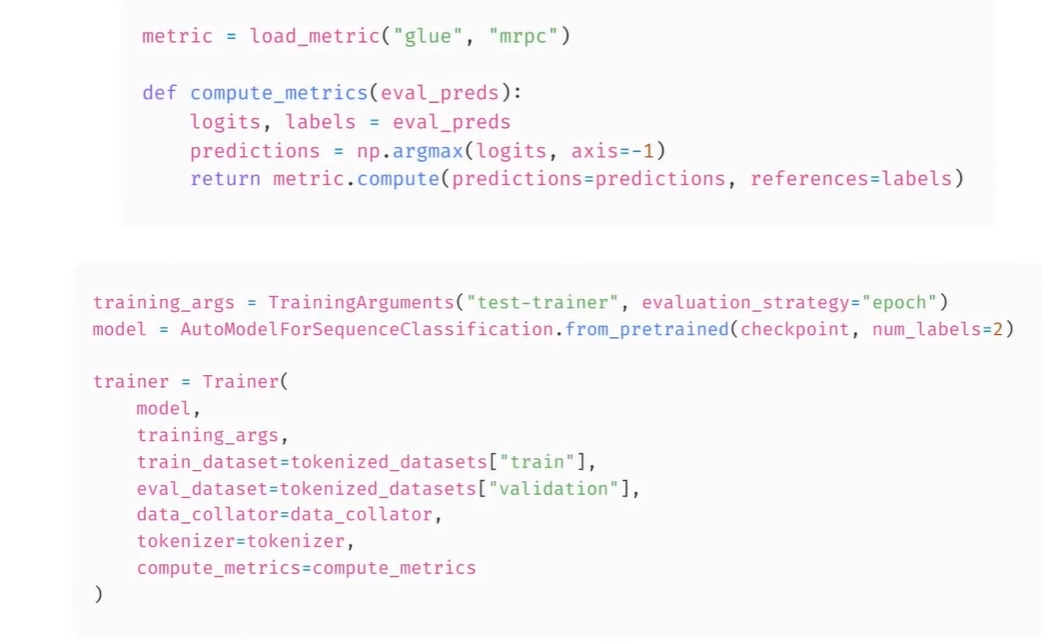 metric = load_metric("glue", "mrpc")
def compute_metrics(eval_preds):
    logits, labels = eval_preds
    predictions = np.argmax(logits, axis=-1)
    return metric.compute(predictions=predictions, references=labels)
training_args = TrainingArguments("test-trainer", evaluation_strategy="epoch")
model = AutoModelForSequenceClassification.from_pretrained(checkpoint, num_labels=2)
trainer = Trainer(
    model,
    training_args,
    train_dataset=tokenized_datasets["train"],
    eval_dataset=tokenized_datasets["validation"],
    data_collator=data_collator,
    tokenizer=tokenizer,
    compute_metrics=compute_metrics
)